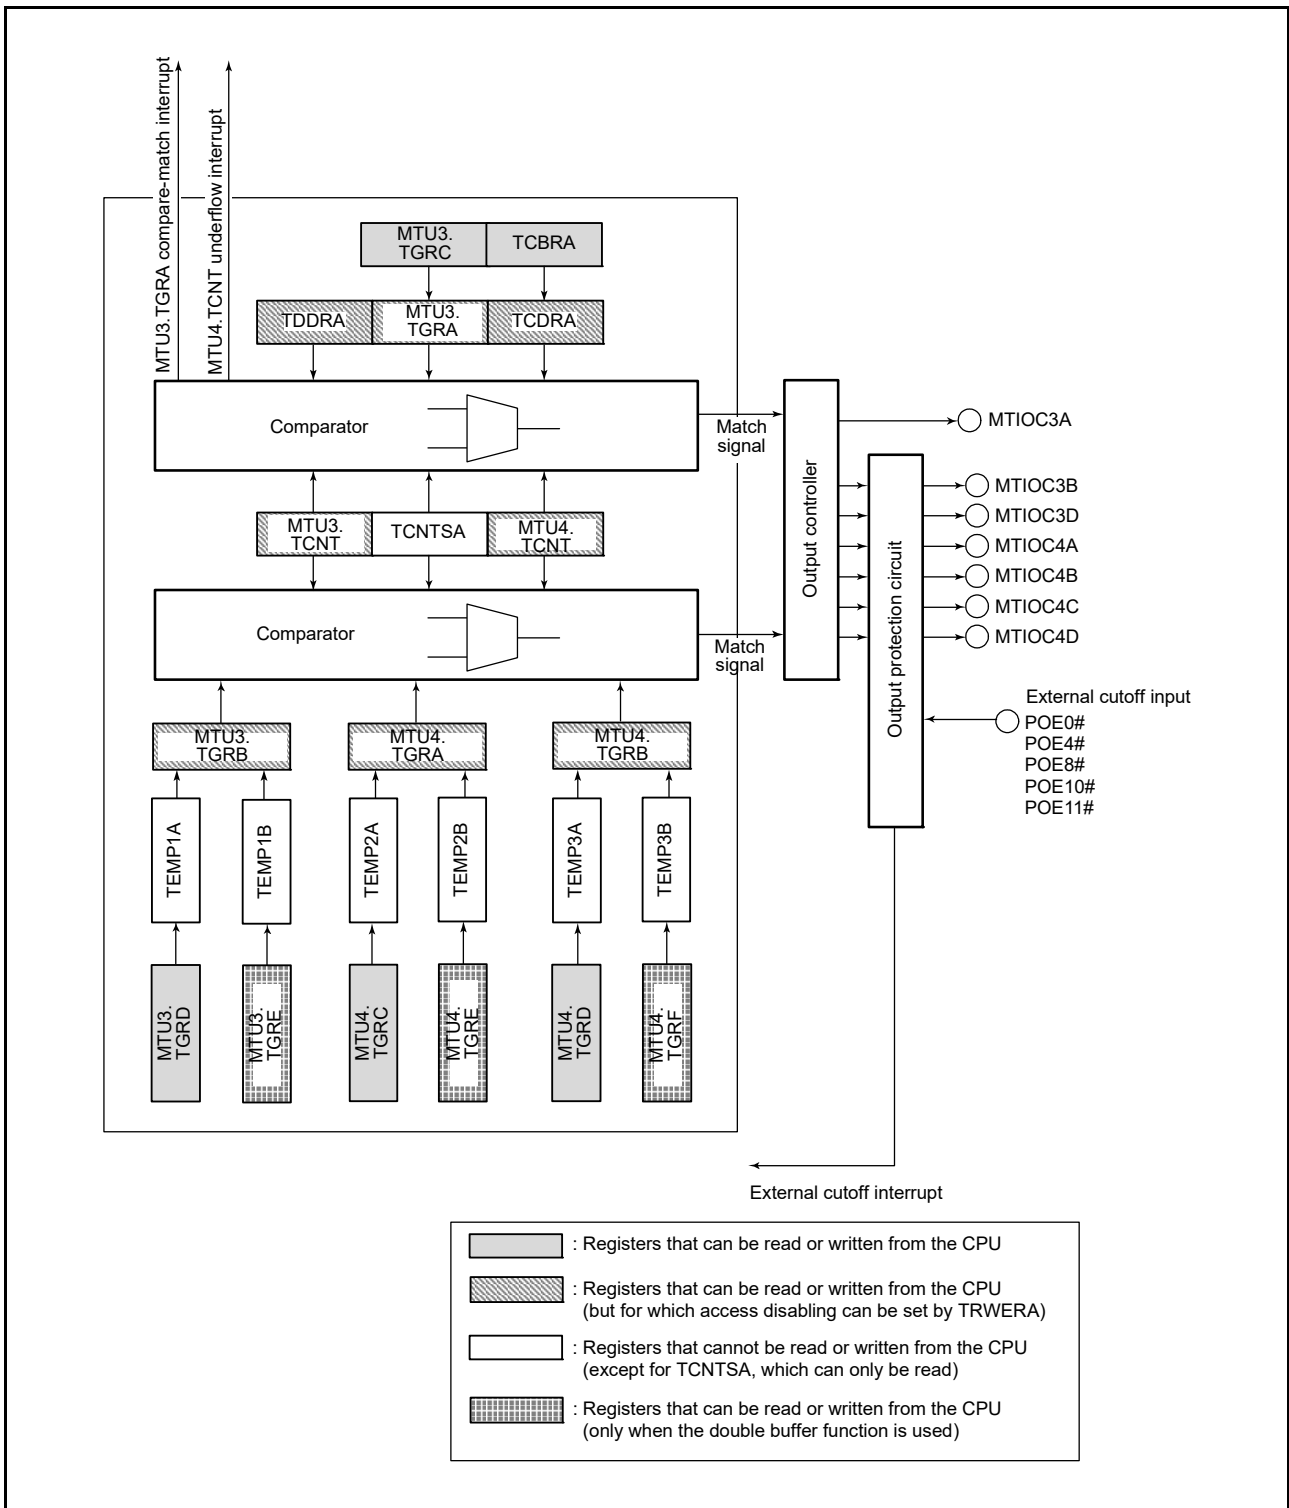 MTU3.TGRA compare-match interrupt
MTU4.TCNT underflow interrupt
MTU3.
TGRC
TCBRA
TDDRA
MTU3.
TGRA
TCDRA
Comparator
Match
signal
MTU3.
TCNT
TCNTSA
MTU4.
TCNT
Comparator
Match
signal
Output controller
Output protection circuit
MTIOC3A
MTIOC3B
MTIOC3D
MTIOC4A
MTIOC4B
MTIOC4C
MTIOC4D
External cutoff input
POE0#
POE4#
POE8#
POE10#
POE11#
MTU3.
TGRB
MTU4.
TGRA
MTU4.
TGRB
TEMP1A
TEMP1B
TEMP2A
TEMP2B
TEMP3A
TEMP3B
MTU3.
TGRD
MTU3.
TGRE
MTU4.
TGRC
MTU4.
TGRE
MTU4.
TGRD
MTU4.
TGRF
External cutoff interrupt
: Registers that can be read or written from the CPU
: Registers that can be read or written from the CPU
(but for which access disabling can be set by TRWERA)
: Registers that cannot be read or written from the CPU
(except for TCNTSA, which can only be read)
: Registers that can be read or written from the CPU
(only when the double buffer function is used)